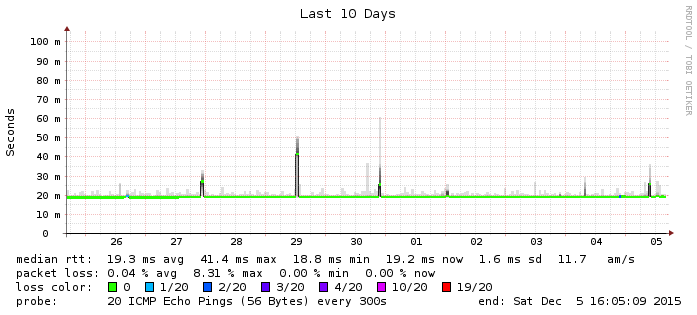 Last 10 Days
RRDTOOL / TOBI OETIKER
Seconds
100 m
90 m
80 m
70 m
60 m
50 m
40 m
30 m
20 m
10 m
0
26 27 28 29 30 01 02 03 04 05
median rtt: 19.3 ms avg 41.4 ms max 18.8 ms min 19.2 ms now 1.6 ms sd 11.7 am/s
packet loss: 0.04 % avg 8.31 % max 0.00 % min 0.00 % now
loss color: 0 1/20 2/20 3/20 4/20 10/20 19/20
probe: 20 ICMP Echo Pings (56 Bytes) every 300s end: Sat Dec 5 16:05:09 2015